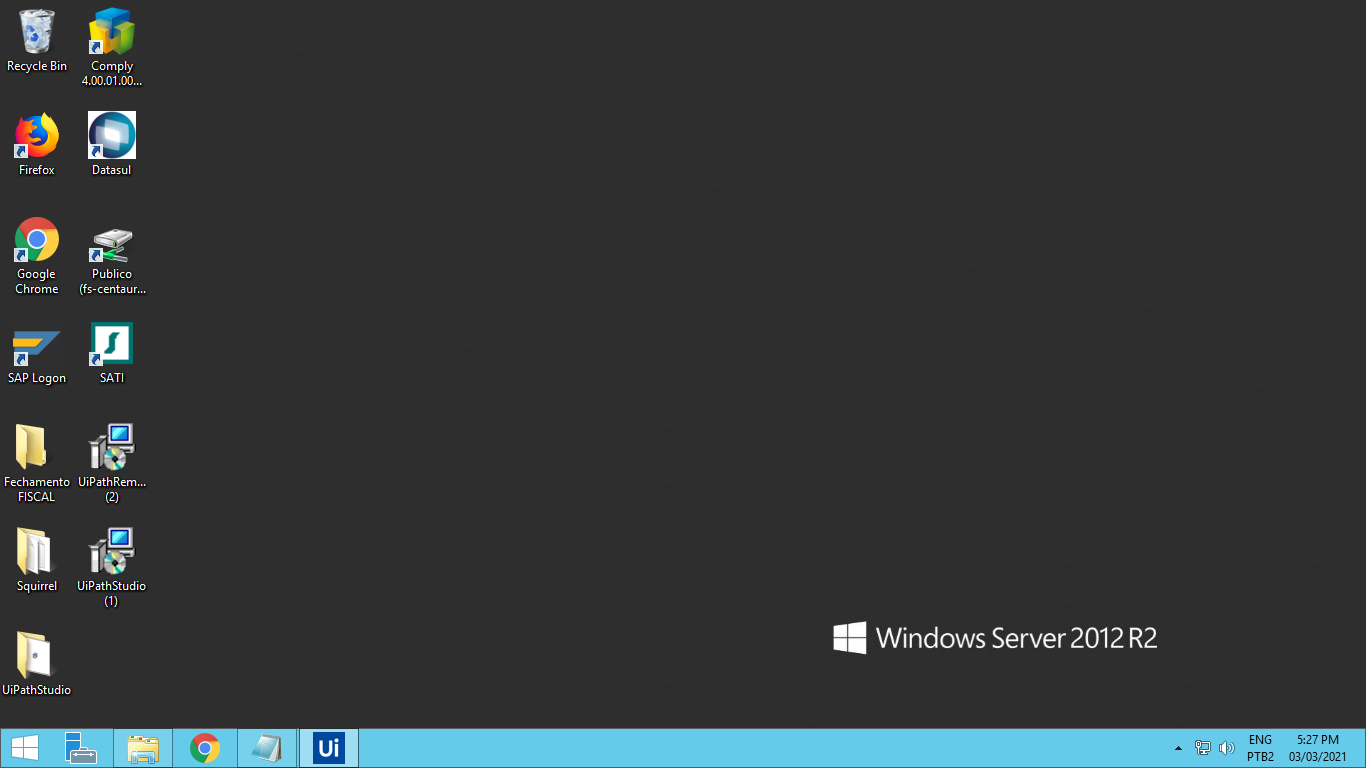 Recycle Bin
Comply
4.00.01.00...
Firefox
Datasul
Google
Chrome
Publico
(fs-centaur...
SAP Logon
SATI
Fechamento
FISCAL
UiPathRem...
(2)
Squirrel
UiPathStudio
(1)
UiPathStudio
Windows Server 2012 R2
Ui
ENG
PTB2
5:27 PM
03/03/2021